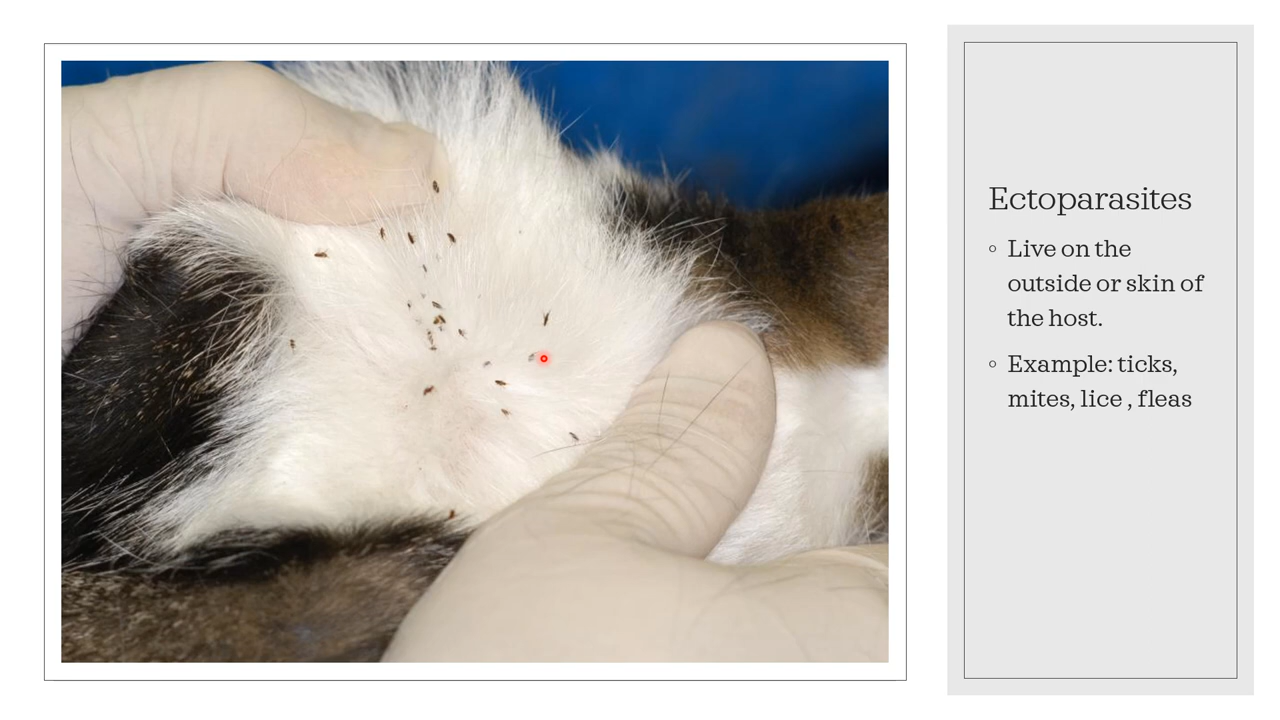 Ectoparasites
◦ Live on the
outside or skin of
the host.
◦ Example: ticks,
mites, lice , fleas